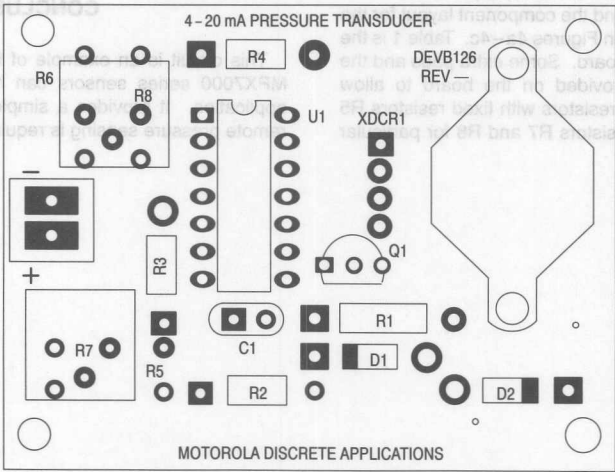 4 – 20 mA PRESSURE TRANSDUCER
DEVB126
REV —
R6
R4
R8
U1
XDCR1
–
+
R3
Q1
R7
R5
C1
R1
D1
R2
D2
MOTOROLA DISCRETE APPLICATIONS